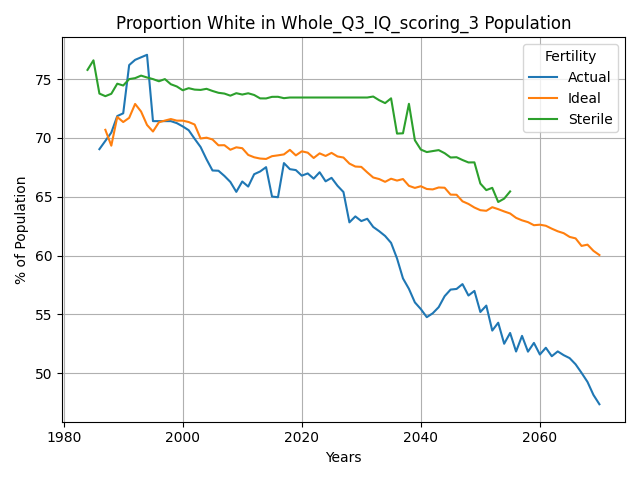 Proportion White in Whole_Q3_IQ_scoring_3 Population
Fertility
Actual
Ideal
Sterile
% of Population
75
70
65
60
55
50
1980
2000
2020
2040
2060
Years